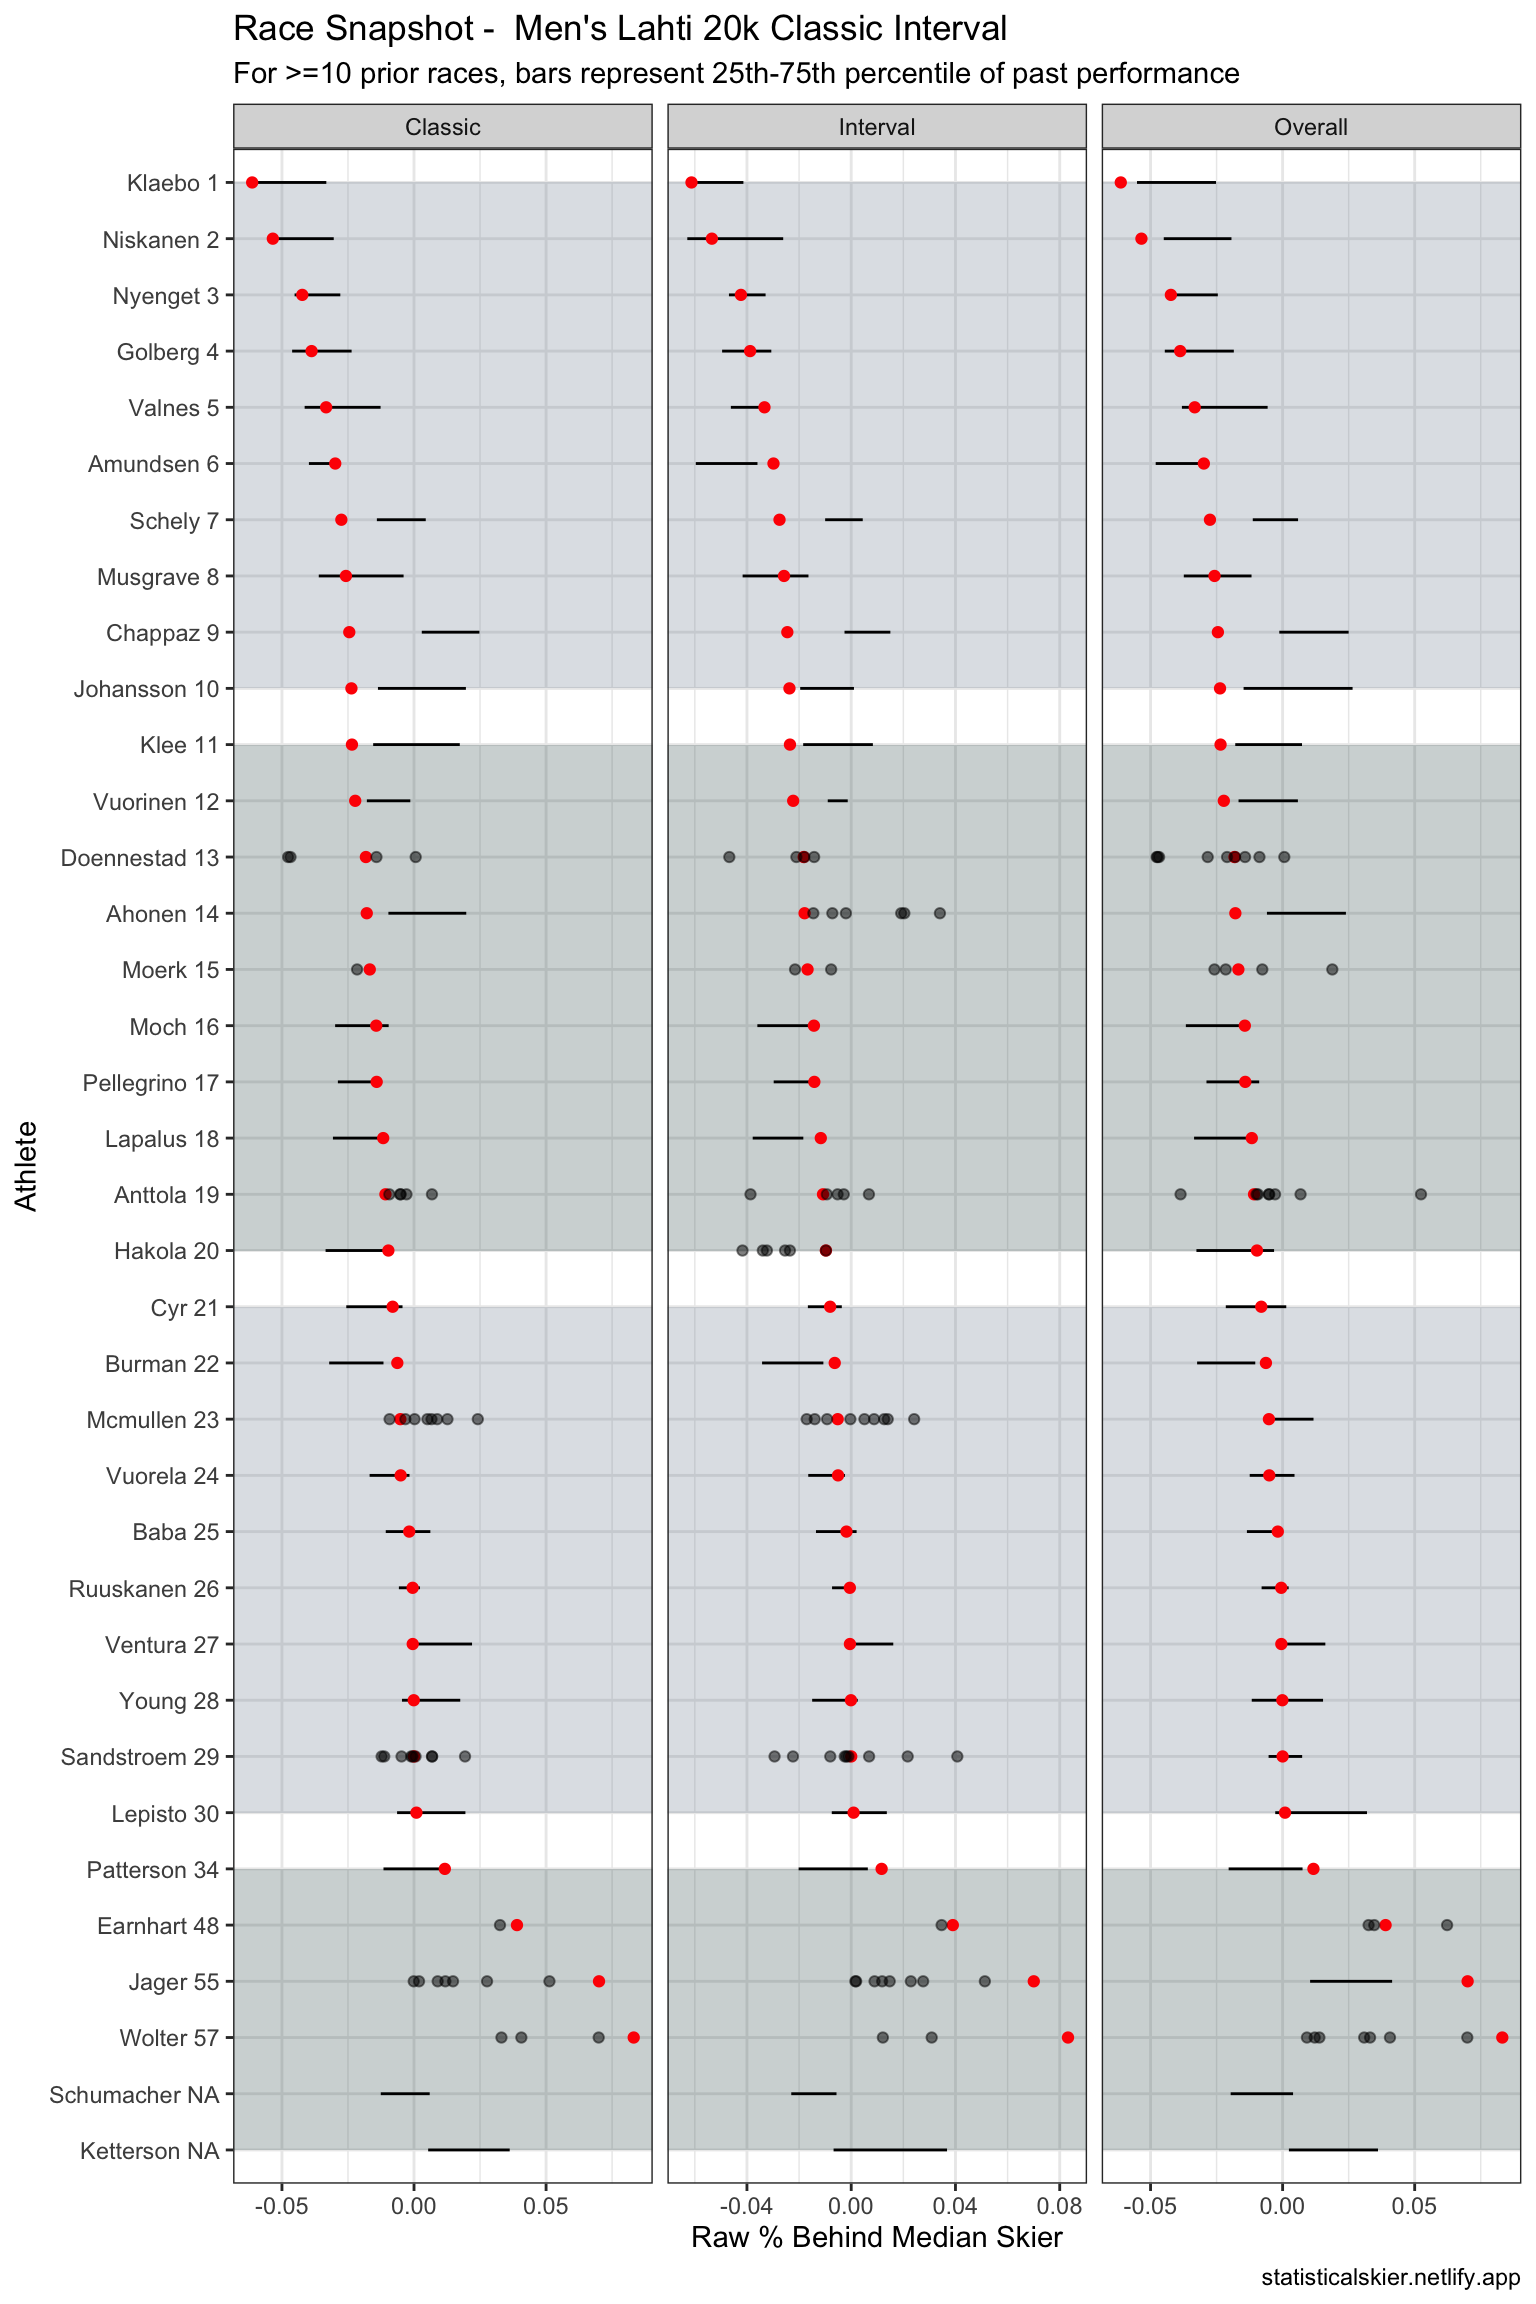 Race Snapshot -  Men's Lahti 20k Classic Interval
For >=10 prior races, bars represent 25th-75th percentile of past performance
Classic
Interval
Overall
Athlete
Klaebo 1
Niskanen 2
Nyenget 3
Golberg 4
Valnes 5
Amundsen 6
Schely 7
Musgrave 8
Chappaz 9
Johansson 10
Klee 11
Vuorinen 12
Doennestad 13
Ahonen 14
Moerk 15
Moch 16
Pellegrino 17
Lapalus 18
Anttola 19
Hakola 20
Cyr 21
Burman 22
Mcmullen 23
Vuorela 24
Baba 25
Ruuskanen 26
Ventura 27
Young 28
Sandstroem 29
Lepisto 30
Patterson 34
Earnhart 48
Jager 55
Wolter 57
Schumacher NA
Ketterson NA
-0.05 0.00 0.05
-0.04 0.00 0.04 0.08
-0.05 0.00 0.05
Raw % Behind Median Skier
statisticalskier.netlify.app